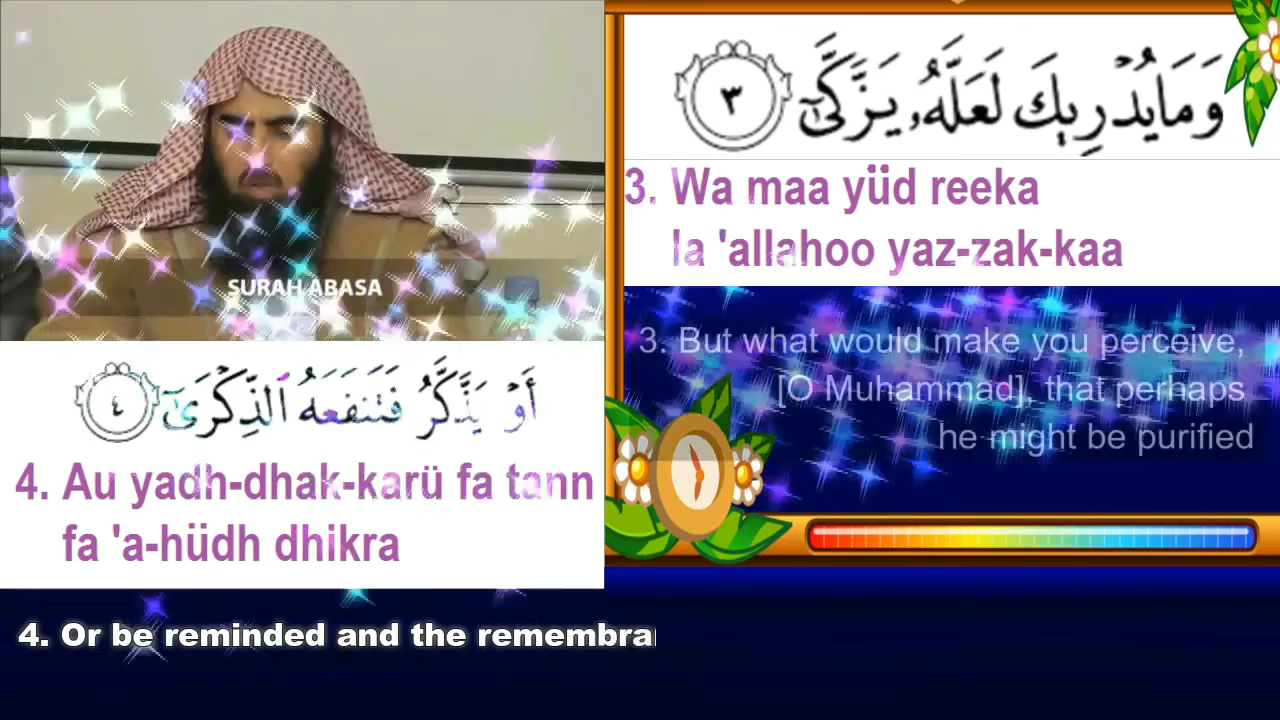 SURAH ABASA
وَمَا يُدْرِيكَ لَعَلَّهُۥ يَزَّكَّىٰٓ ٣
3. Wa maa yüd reeka
la 'allahoo yaz-zak-kaa
3. But what would make you perceive,
[O Muhammad], that perhaps
he might be purified
أَوْ يَذَّكَّرُ فَتَنفَعَهُ ٱلذِّكْرَىٰٓ ٤
4. Au yadh-dhak-karü fa tann
fa 'a-hüdh dhikra
4. Or be reminded and the remembra